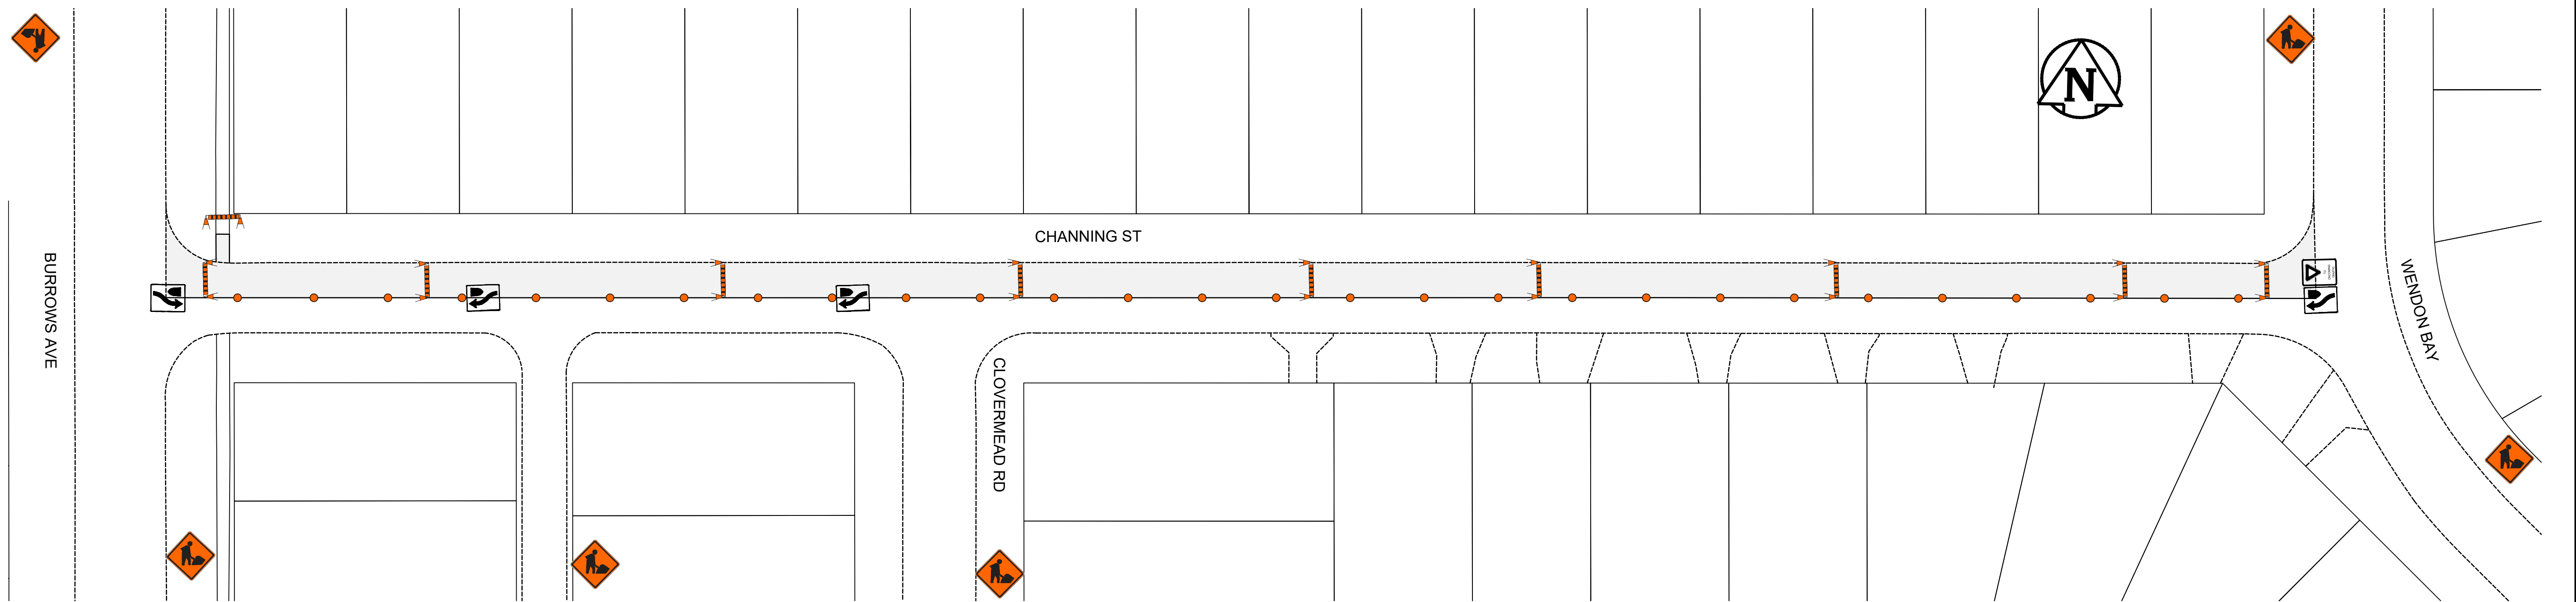 N
CHANNING ST
BURROWS AVE
WENDON BAY
CLOVERMEAD RD